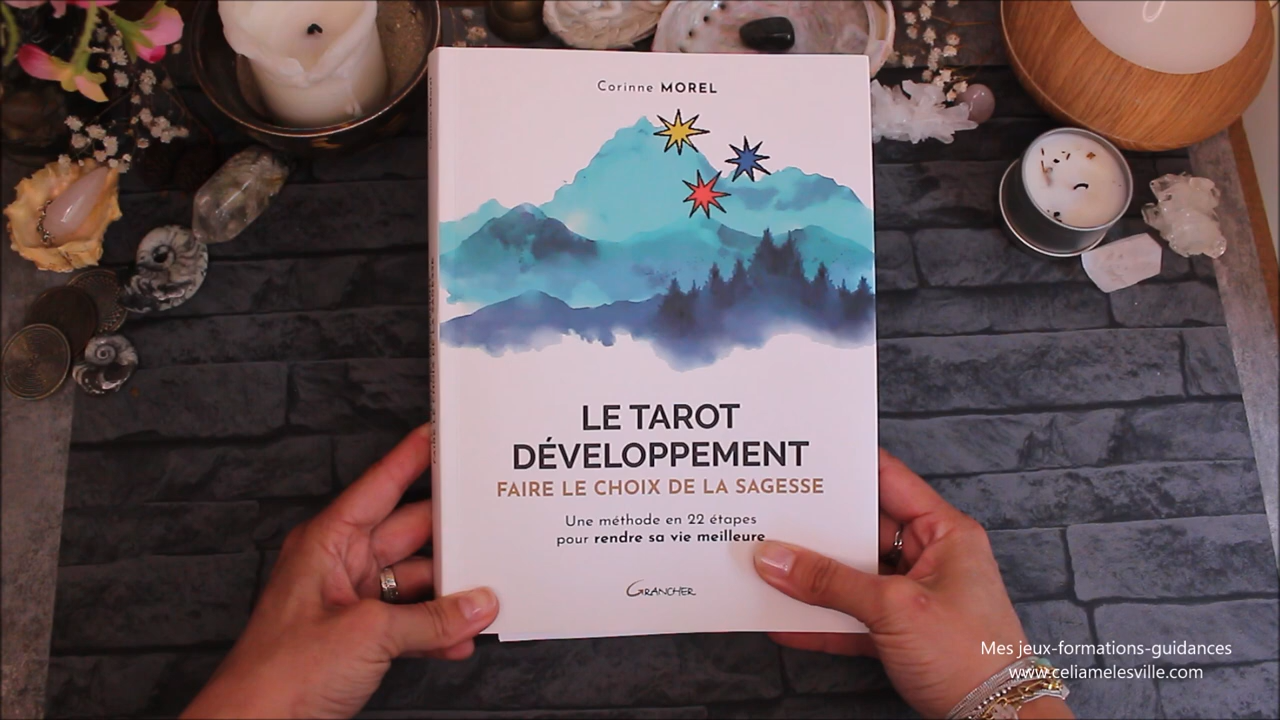 Corinne MOREL
LE TAROT
DÉVELOPPEMENT
FAIRE LE CHOIX DE LA SAGESSE
Une méthode en 22 étapes
pour rendre sa vie meilleure
GRANCHER
Mes jeux-formations-guidances
www.celiamelesville.com